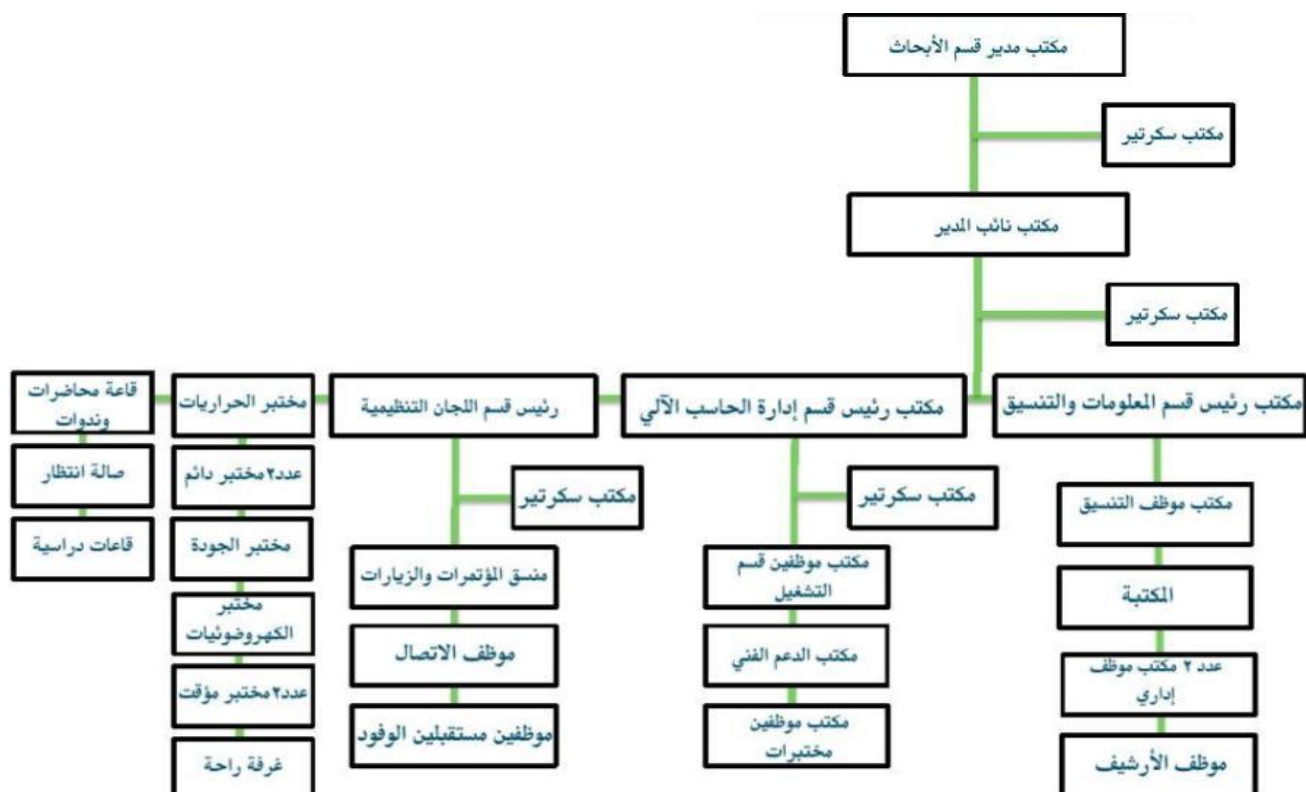 مكتب مدير قسم الأبحاث
مكتب سكرتير
مكتب نائب المدير
مكتب سكرتير
مكتب رئيس قسم المعلومات والتنسيق
مكتب موظف التنسيق
المكتبة
عدد ٢ مكتب موظف
إداري
موظف الأرشيف
مكتب رئيس قسم إدارة الحاسب الآلي
مكتب سكرتير
مكتب موظفين قسم
التشغيل
مكتب الدعم الفني
مكتب موظفين
مختبرات
رئيس قسم اللجان التنظيمية
مكتب سكرتير
منسق المؤتمرات والزيارات
موظف الاتصال
موظفين مستقبلين الوفود
مختبر الحراريات
عدد٢ مختبر دائم
مختبر الجودة
مختبر
الكهروضوئيات
عدد٢ مختبر مؤقت
غرفة راحة
قاعة محاضرات
وندوات
صالة انتظار
قاعات دراسية